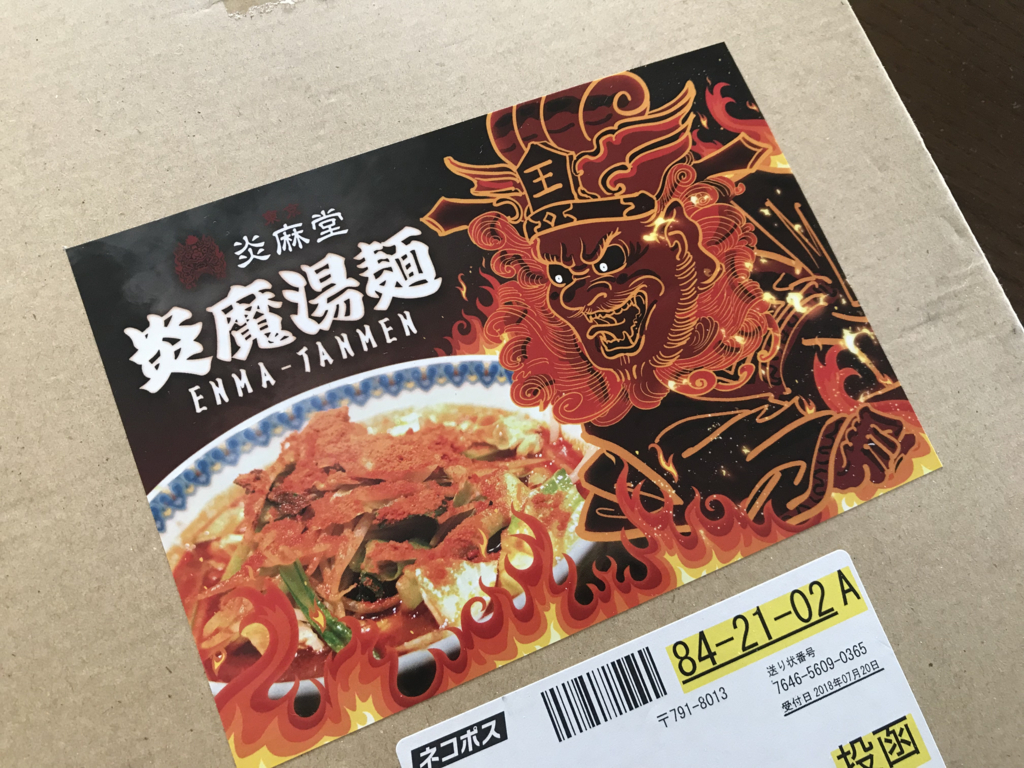 東京
炎麻堂
炎魔湯麺
ENMA-TANMEN
王
84-21-02 A
送り状番号
7646-5609-0365
〒791-8013
受付日 2018年07月20日
ネコポス
投函